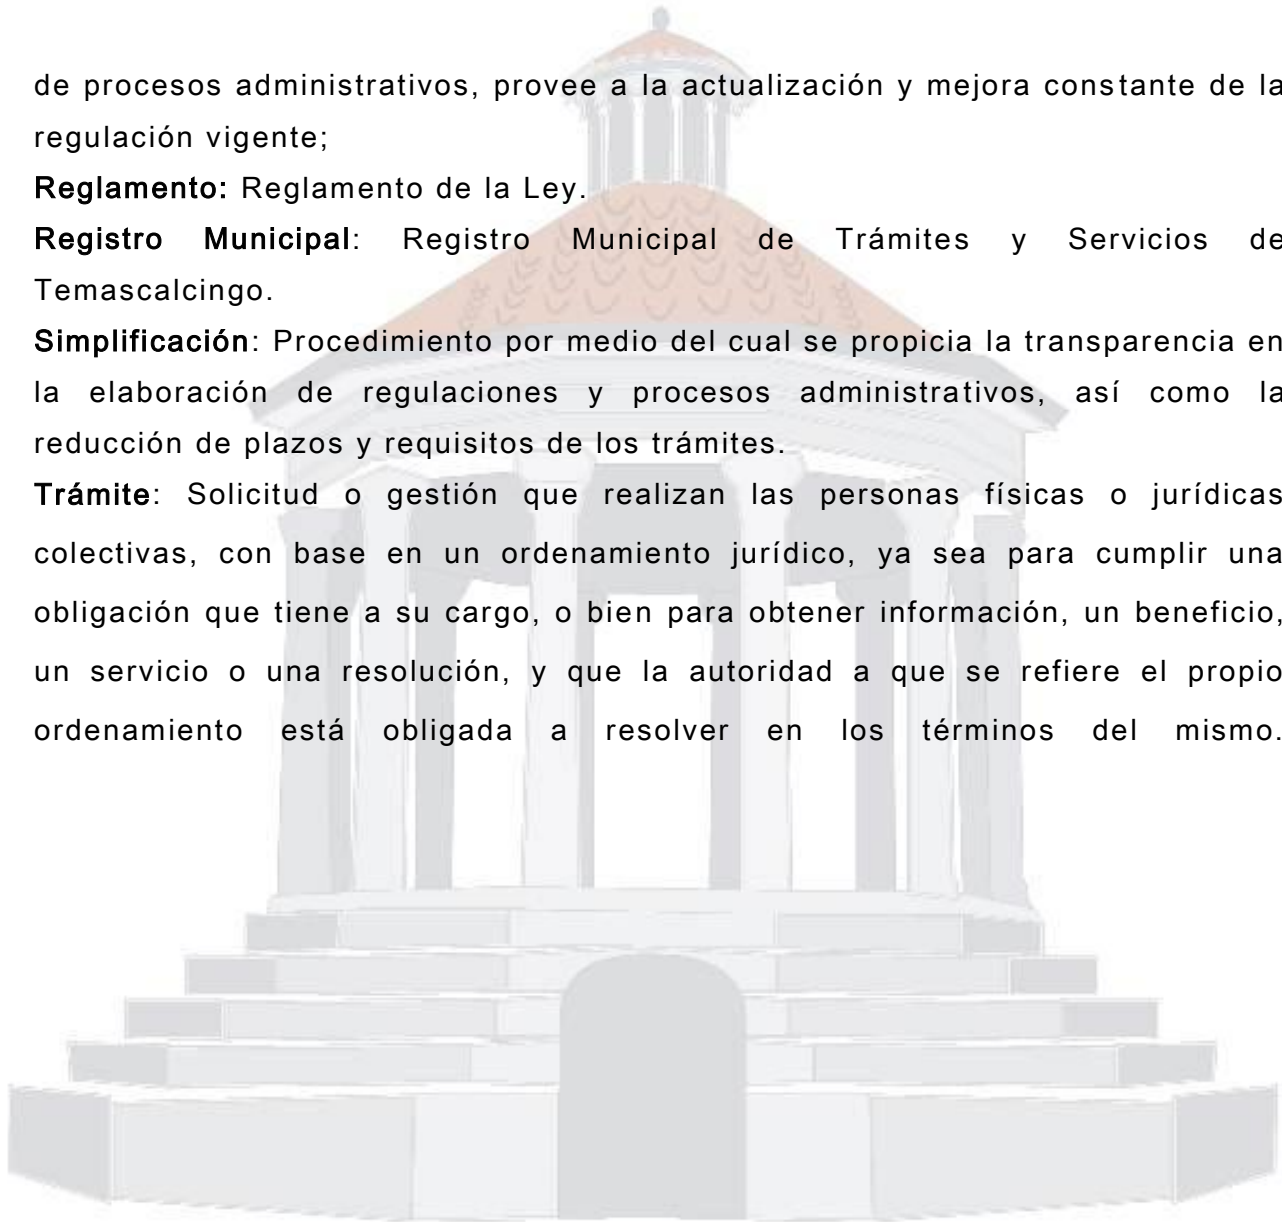 de procesos administrativos, provee a la actualización y mejora constante de la
regulación vigente;
Reglamento: Reglamento de la Ley.
Registro Municipal: Registro Municipal de Trámites y Servicios de
Temascalcingo.
Simplificación: Procedimiento por medio del cual se propicia la transparencia en
la elaboración de regulaciones y procesos administrativos, así como la
reducción de plazos y requisitos de los trámites.
Trámite: Solicitud o gestión que realizan las personas físicas o jurídicas
colectivas, con base en un ordenamiento jurídico, ya sea para cumplir una
obligación que tiene a su cargo, o bien para obtener información, un beneficio,
un servicio o una resolución, y que la autoridad a que se refiere el propio
ordenamiento está obligada a resolver en los términos del mismo.